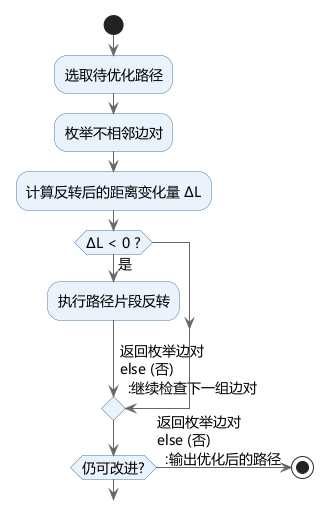 选取待优化路径
枚举不相邻边对
计算反转后的距离变化量 ΔL
ΔL < 0 ?
是
执行路径片段反转
返回枚举边对
else (否)
:继续检查下一组边对
返回枚举边对
else (否)
:输出优化后的路径
仍可改进?